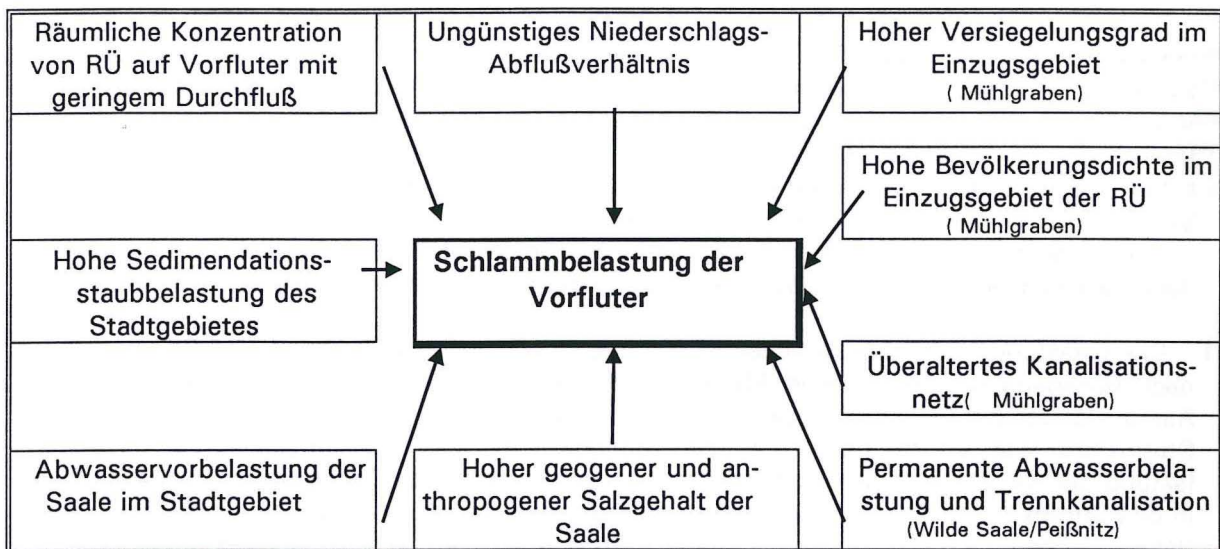 Räumliche Konzentration
von RÜ auf Vorfluter mit
geringem Durchfluß
Ungünstiges Niederschlags-
Abflußverhältnis
Hoher Versiegelungsgrad im
Einzugsgebiet
( Mühlgraben)
Hohe Bevölkerungsdichte im
Einzugsgebiet der RÜ
( Mühlgraben)
Hohe Sedimendations-
staubbelastung des
Stadtgebietes
Schlammbelastung der
Vorfluter
Überaltertes Kanalisations-
netz( Mühlgraben)
Abwasservorbelastung der
Saale im Stadtgebiet
Hoher geogener und an-
thropogener Salzgehalt der
Saale
Permanente Abwasserbela-
stung und Trennkanalisation
(Wilde Saale/Peißnitz)